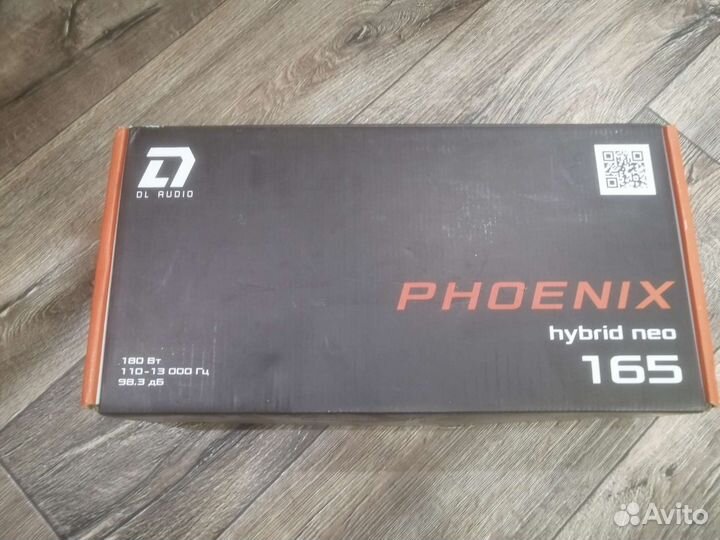 DL AUDIO
PHOENIX
hybrid neo
165
180 Вт
110-13 000 Гц
98.3 дБ
Avito